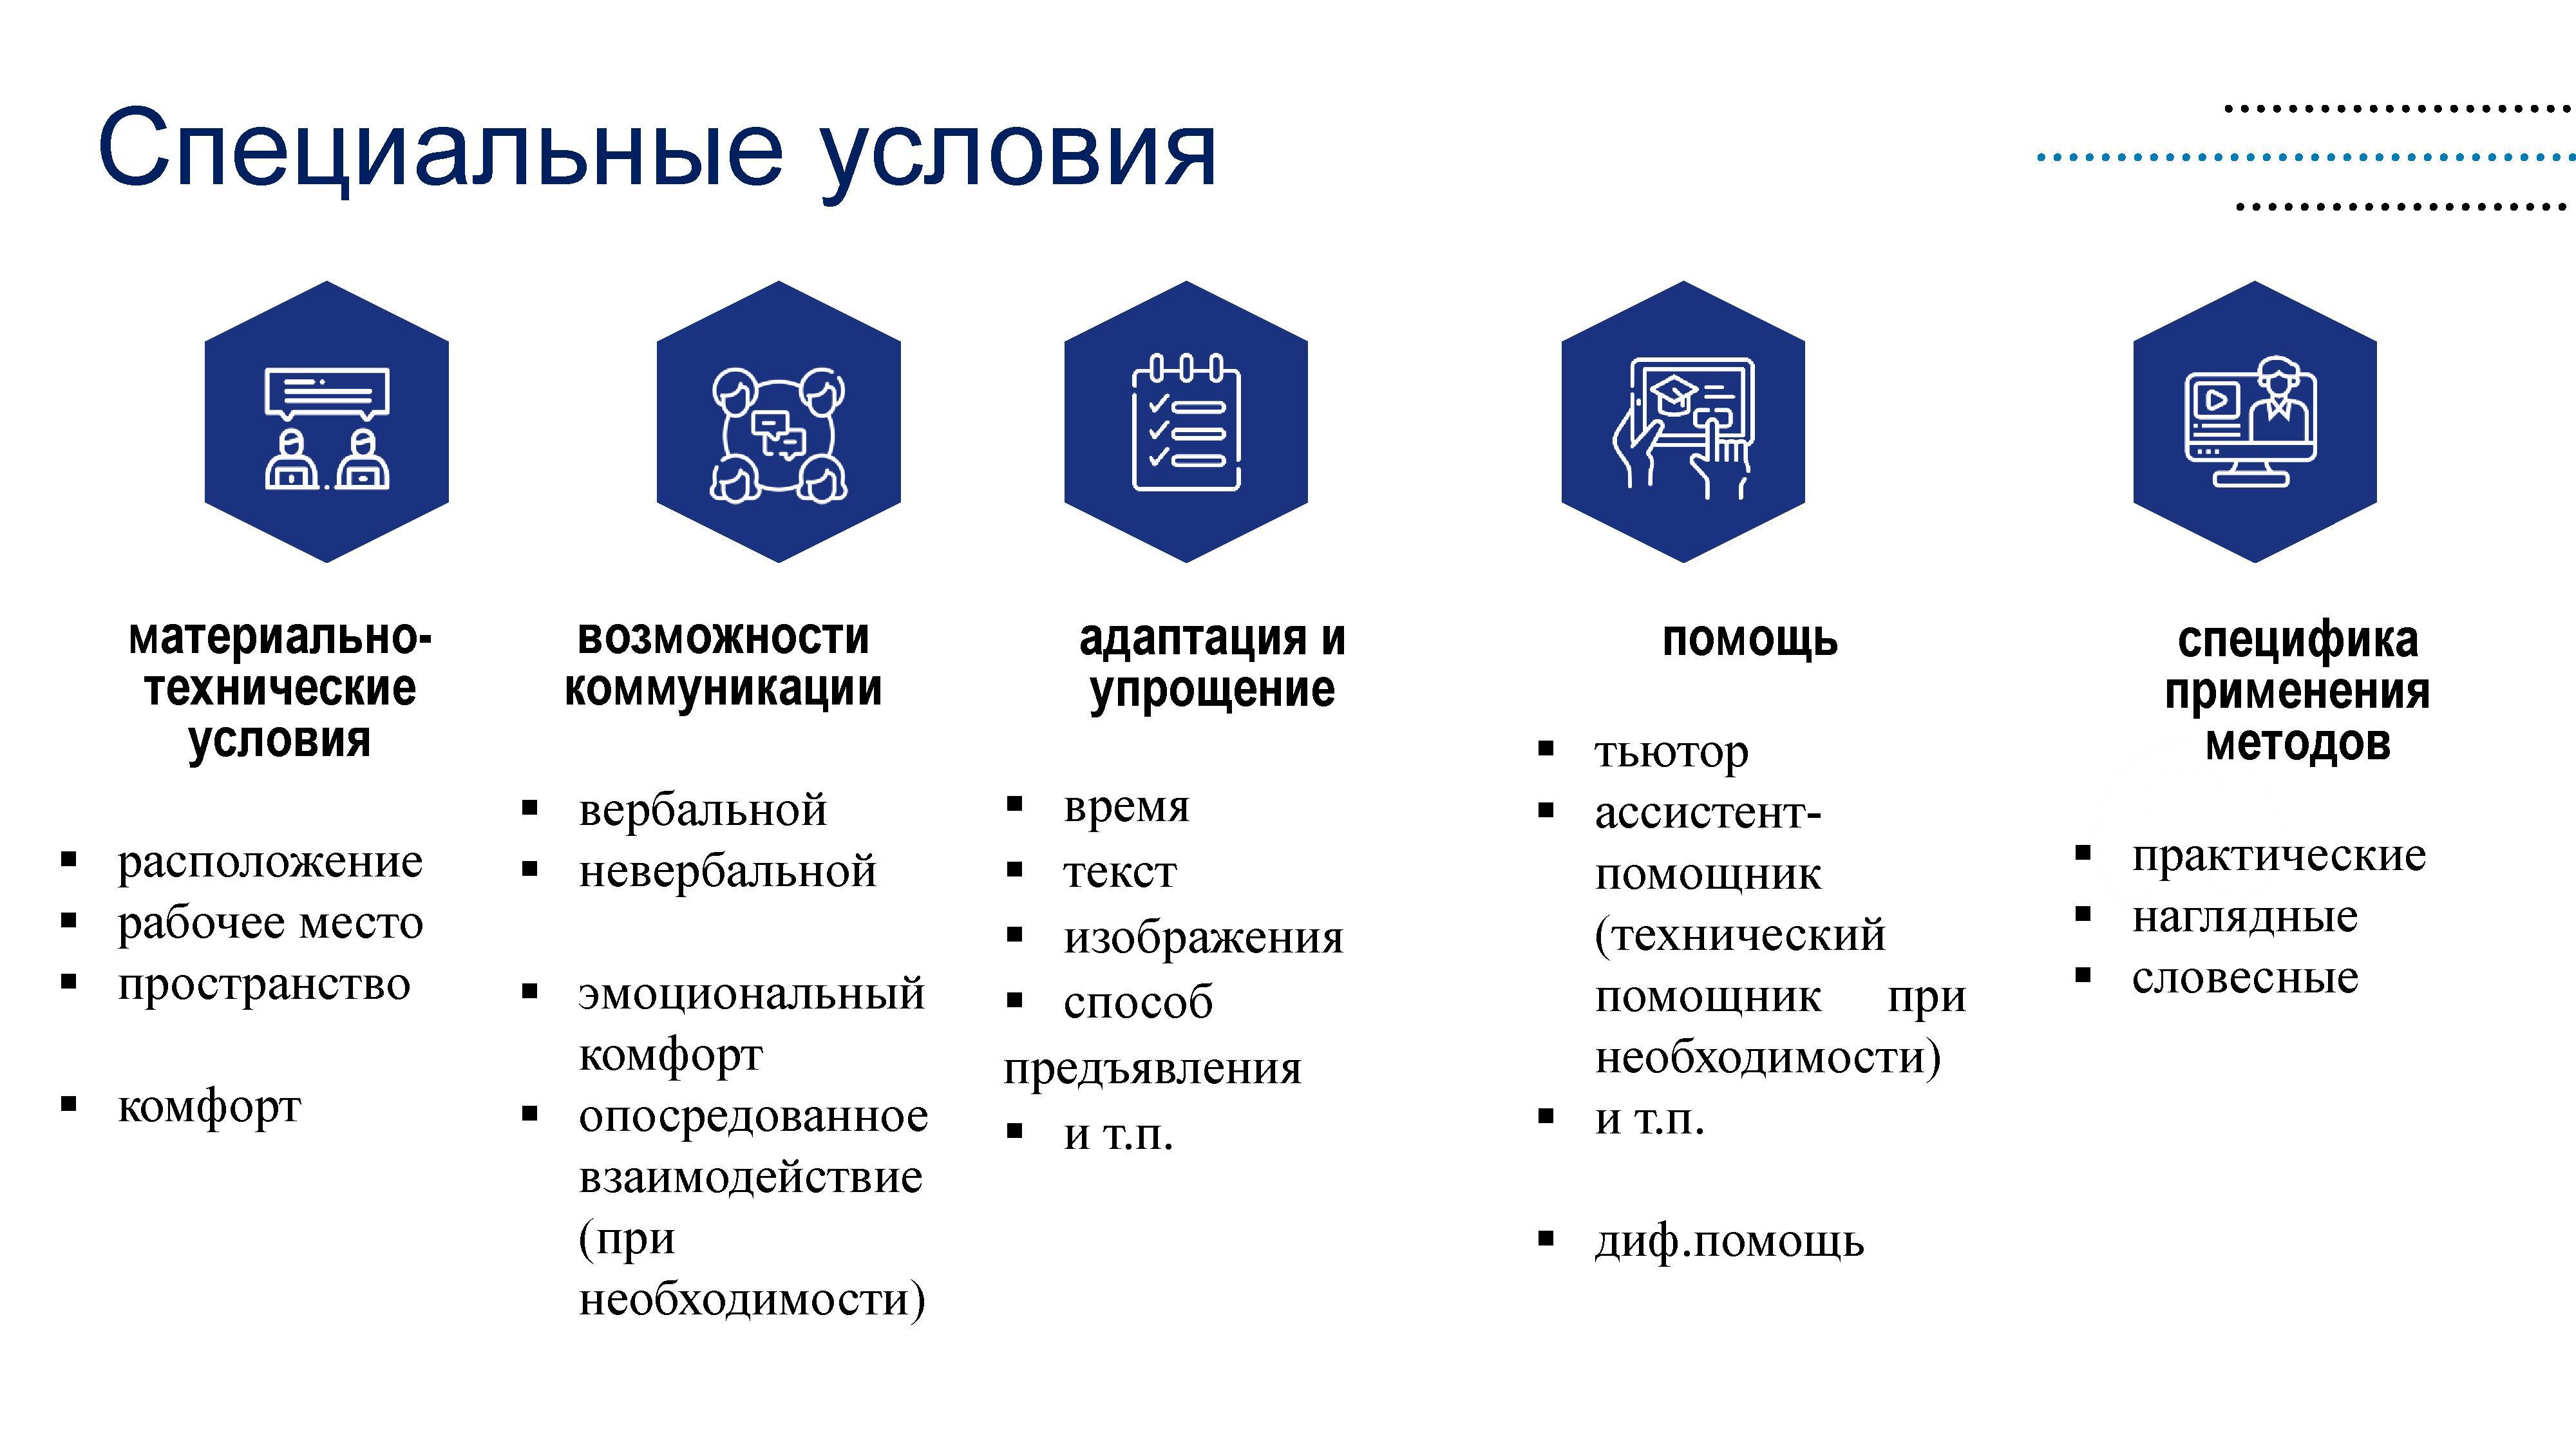 Специальные условия
материально-
технические
условия
▪ расположение
▪ рабочее место
▪ пространство
▪ комфорт
возможности
коммуникации
▪ вербальной
▪ невербальной
▪ эмоциональный
комфорт
▪ опосредованное
взаимодействие
(при
необходимости)
адаптация и
упрощение
▪ время
▪ текст
▪ изображения
▪ способ
предъявления
▪ и т.п.
помощь
▪ тьютор
▪ ассистент-
помощник
(технический
помощник при
необходимости)
▪ и т.п.
▪ диф.помощь
специфика
применения
методов
▪ практические
▪ наглядные
▪ словесные